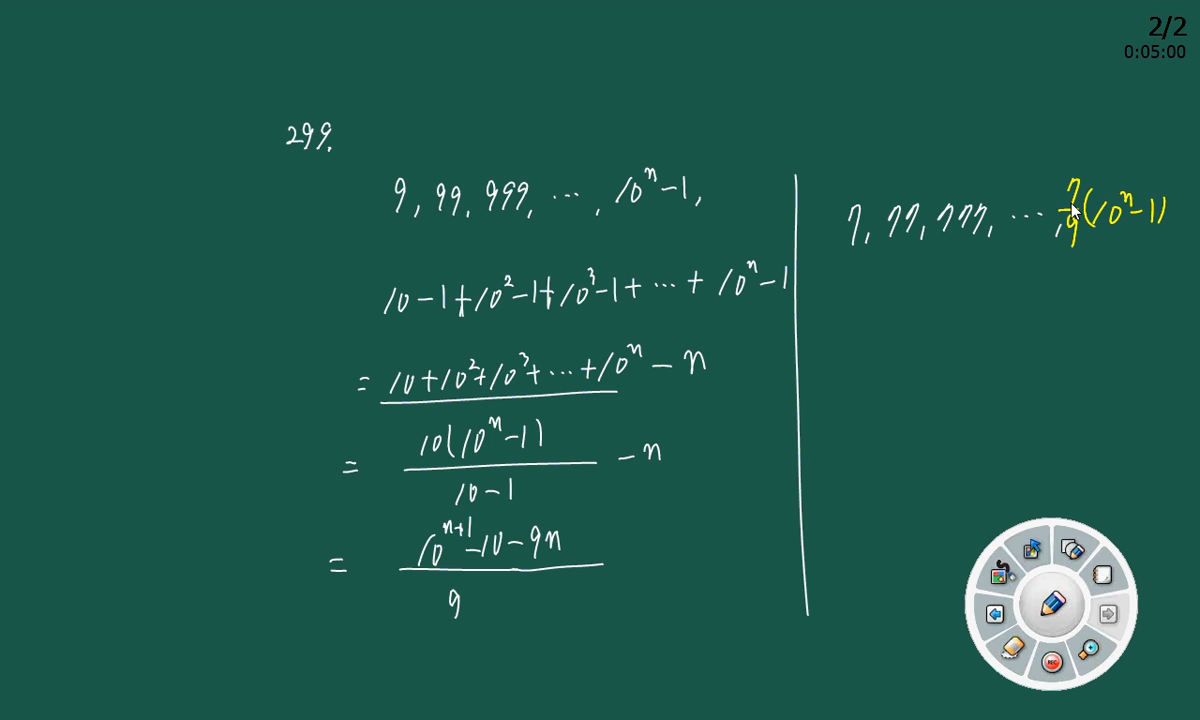 2/2
0:05:00
299.
9, 99, 999, ⋯, 10ⁿ-1,
10-1+10²-1+10³-1+⋯+10ⁿ-1
= 10+10²+10³+⋯+10ⁿ-n
= 10(10ⁿ-1)/(10-1) - n
= (10ⁿ⁺¹-10-9n)/9
7, 77, 777, ⋯, 7/9(10ⁿ-1)
REC